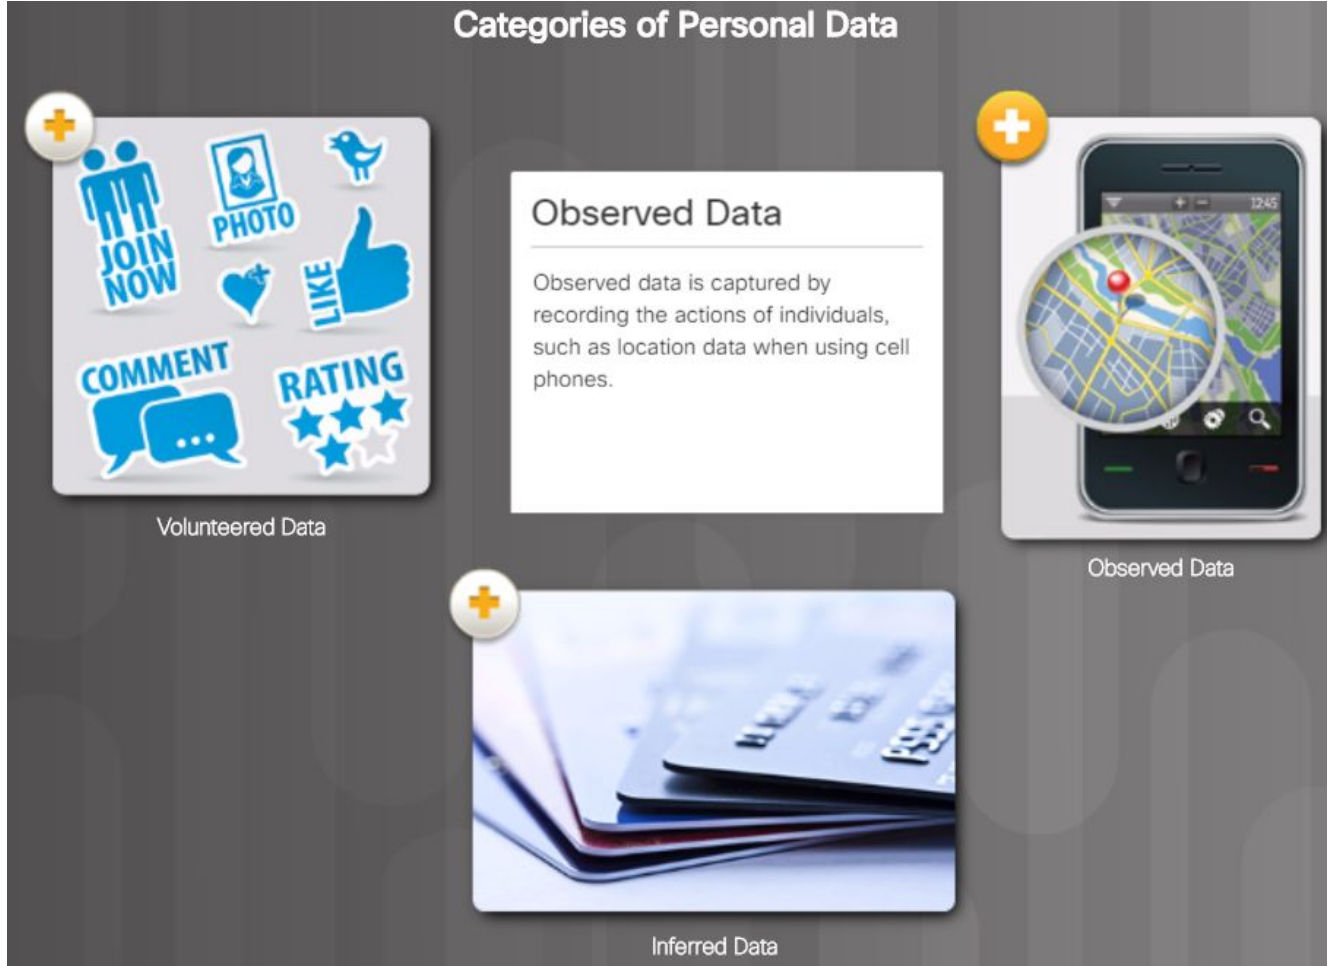 Categories of Personal Data
JOIN
NOW
PHOTO
LIKE
COMMENT
RATING
Volunteered Data
Observed Data
Observed data is captured by
recording the actions of individuals,
such as location data when using cell
phones.
12:45
Observed Data
Inferred Data